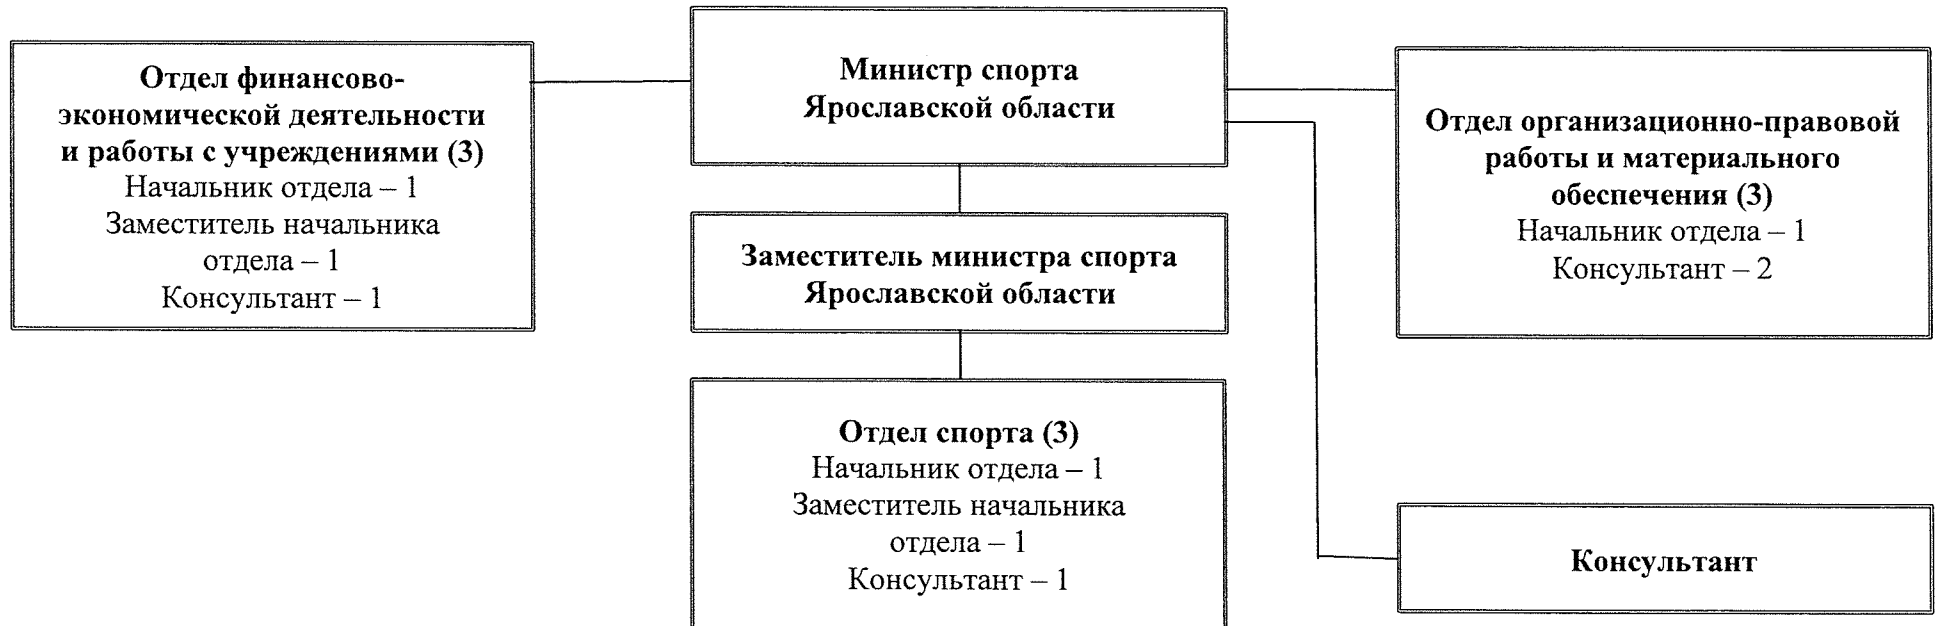 Отдел финансово-
экономической деятельности
и работы с учреждениями (3)
Начальник отдела – 1
Заместитель начальника
отдела – 1
Консультант – 1
Министр спорта
Ярославской области
Заместитель министра спорта
Ярославской области
Отдел спорта (3)
Начальник отдела – 1
Заместитель начальника
отдела – 1
Консультант – 1
Отдел организационно-правовой
работы и материального
обеспечения (3)
Начальник отдела – 1
Консультант – 2
Консультант